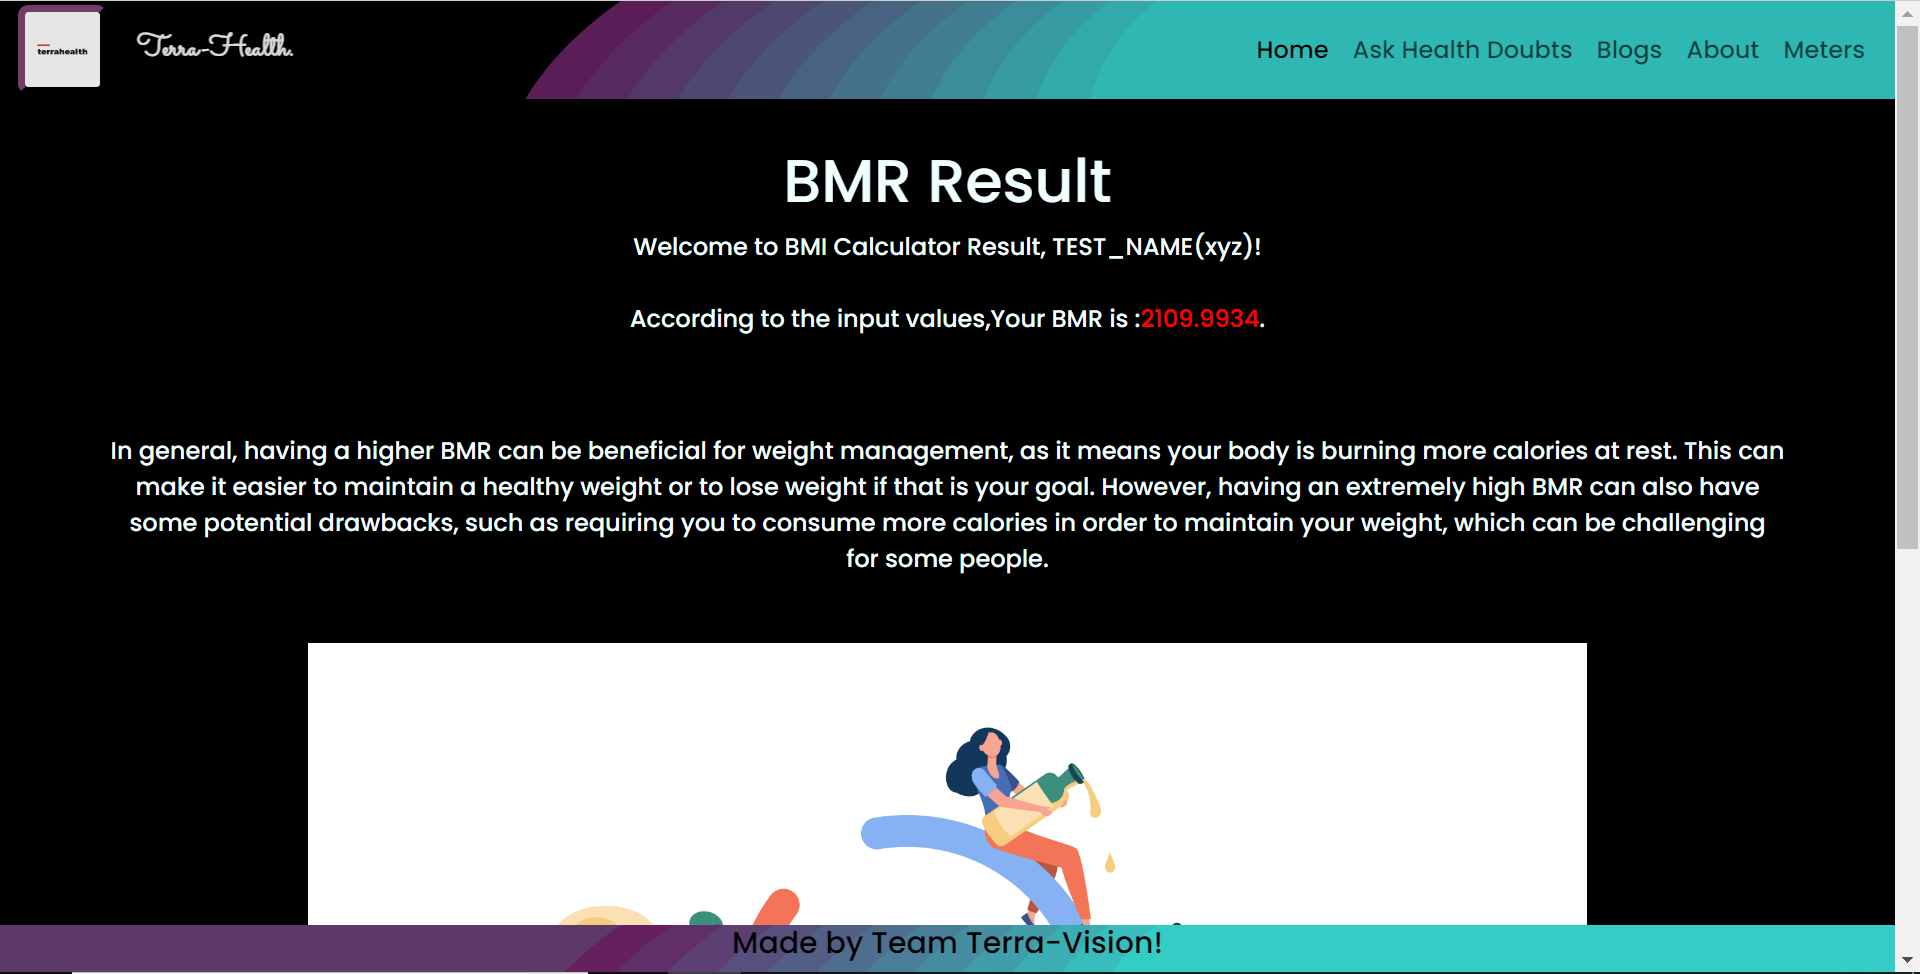 terrahealth
Terra-Health.
Home Ask Health Doubts Blogs About Meters
BMR Result
Welcome to BMI Calculator Result, TEST_NAME(xyz)!
According to the input values,Your BMR is :2109.9934.
In general, having a higher BMR can be beneficial for weight management, as it means your body is burning more calories at rest. This can
make it easier to maintain a healthy weight or to lose weight if that is your goal. However, having an extremely high BMR can also have
some potential drawbacks, such as requiring you to consume more calories in order to maintain your weight, which can be challenging
for some people.
Made by Team Terra-Vision!